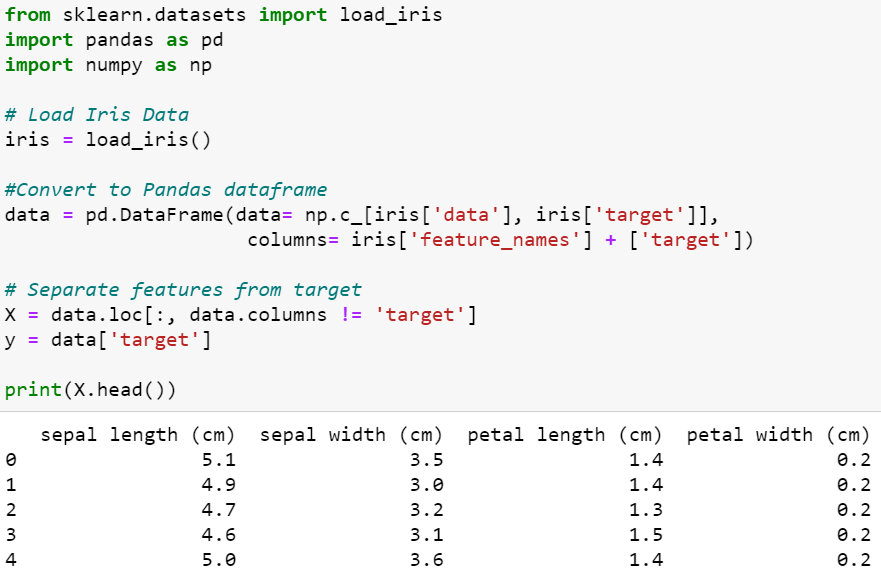 from sklearn.datasets import load_iris
import pandas as pd
import numpy as np
# Load Iris Data
iris = load_iris()
#Convert to Pandas dataframe
data = pd.DataFrame(data= np.c_[iris['data'], iris['target']],
columns= iris['feature_names'] + ['target'])
# Separate features from target
X = data.loc[:, data.columns != 'target']
y = data['target']
print(X.head())
sepal length (cm)  sepal width (cm)  petal length (cm)  petal width (cm)
0                5.1               3.5                1.4               0.2
1                4.9               3.0                1.4               0.2
2                4.7               3.2                1.3               0.2
3                4.6               3.1                1.5               0.2
4                5.0               3.6                1.4               0.2